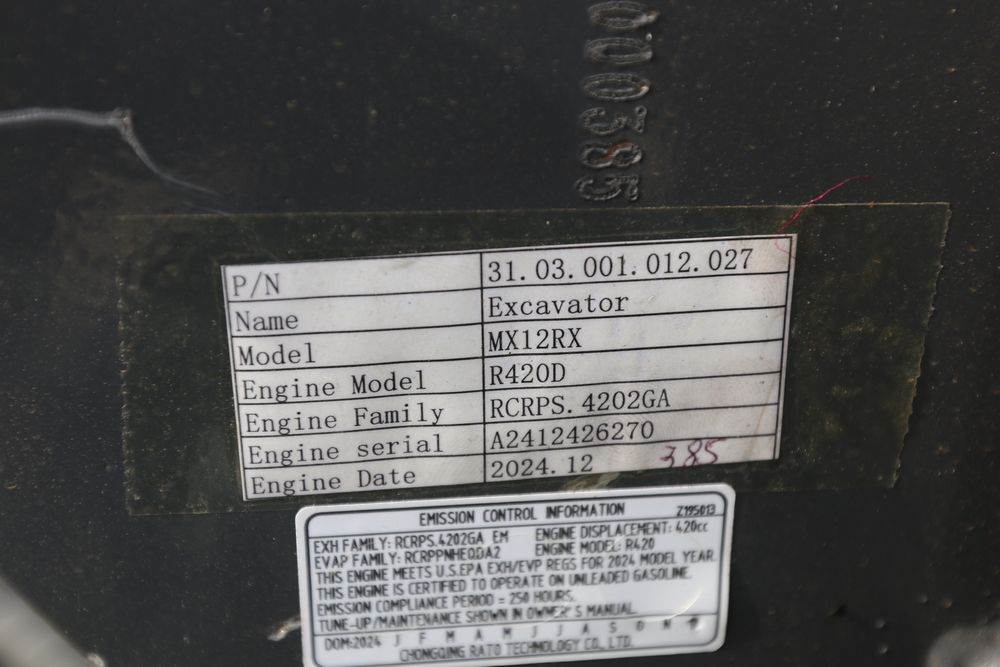 000385
P/N 31.03.001.012.027
Name Excavator
Model MX12RX
Engine Model R420D
Engine Family RCRPS.4202GA
Engine serial A2412426270
Engine Date 2024.12 385
EMISSION CONTROL INFORMATION Z195013
EXH FAMILY: RCRPS.4202GA EM ENGINE DISPLACEMENT: 420cc
EVAP FAMILY: RCRPPNHEQDA2 ENGINE MODEL: R420
THIS ENGINE MEETS U.S.EPA EXH/EVP REGS FOR 2024 MODEL YEAR.
THIS ENGINE IS CERTIFIED TO OPERATE ON UNLEADED GASOLINE.
EMISSION COMPLIANCE PERIOD = 250 HOURS.
TUNE-UP/MAINTENANCE SHOWN IN OWNER'S MANUAL.
DOM:2024 J F M A M J J A S O N
CHONGQING RATO TECHNOLOGY CO., LTD.